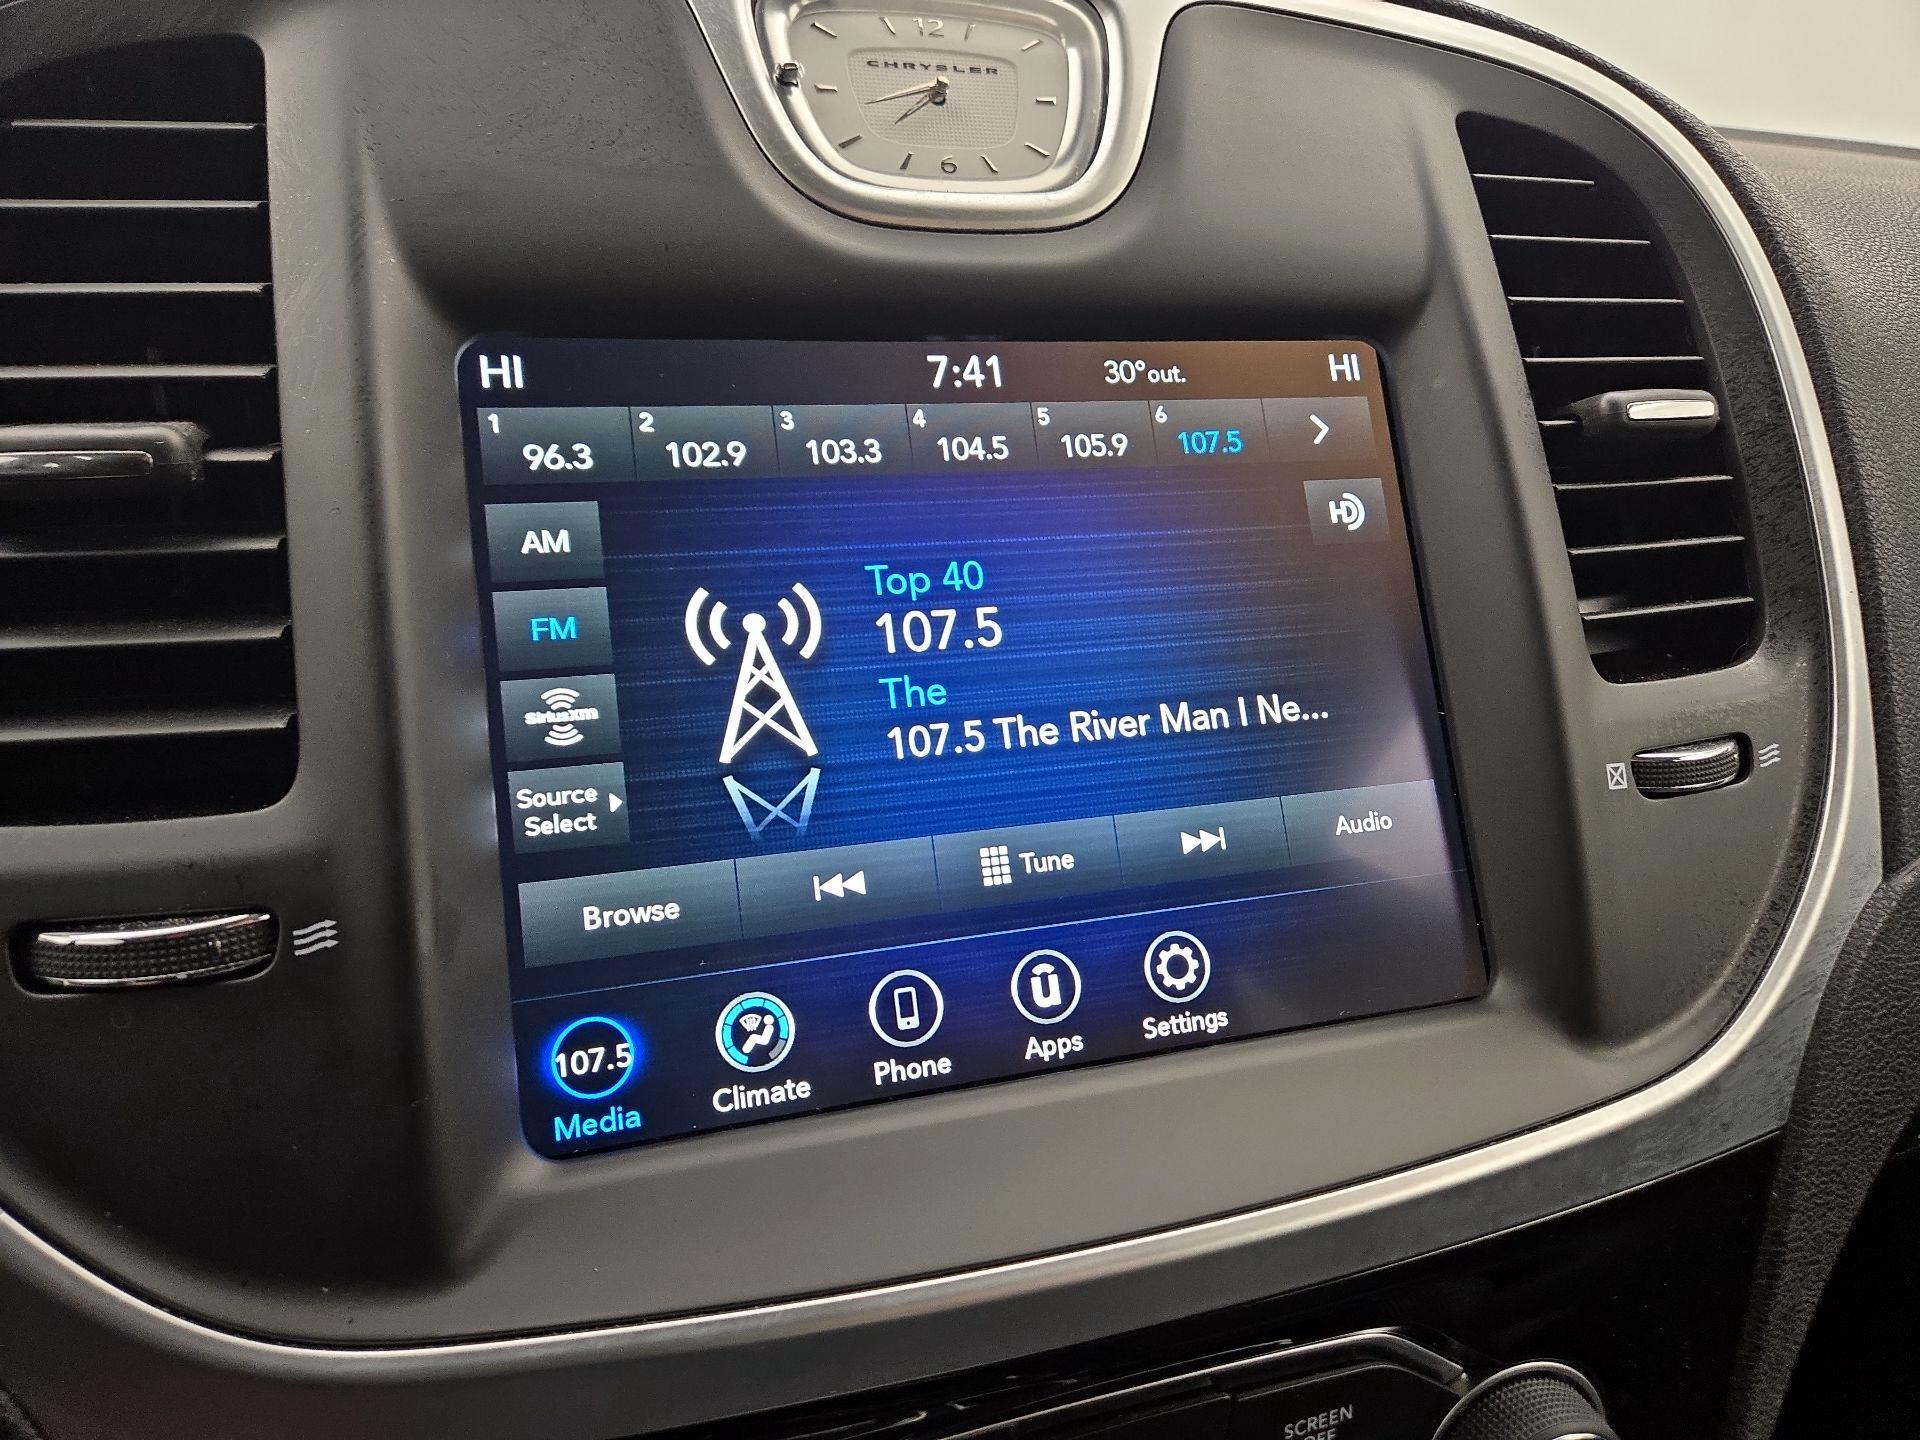 12
CHRYSLER
6
HI 7:41 30° out. HI
1 96.3 2 102.9 3 103.3 4 104.5 5 105.9 6 107.5
AM
HD
Top 40
FM
107.5
The
SiriusXm
107.5 The River Man I Ne...
Source
Select
Browse Tune Audio
107.5
Media Climate Phone Apps Settings
SCREEN
OFF